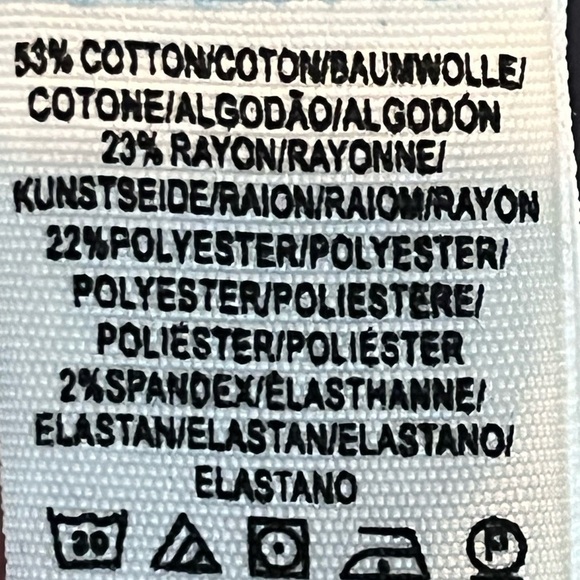 53% COTTON/COTON/BAUMWOLLE/
COTONE/ALGODÃO/ALGODÓN
23% RAYON/RAYONNE/
KUNSTSEIDE/RAION/RAIOM/RAYON
22%POLYESTER/POLYESTER/
POLYESTER/POLIESTERE/
POLIÉSTER/POLIÉSTER
2%SPANDEX/ÉLASTHANNE/
ELASTAN/ELASTAN/ELASTANO/
ELASTANO
30 P